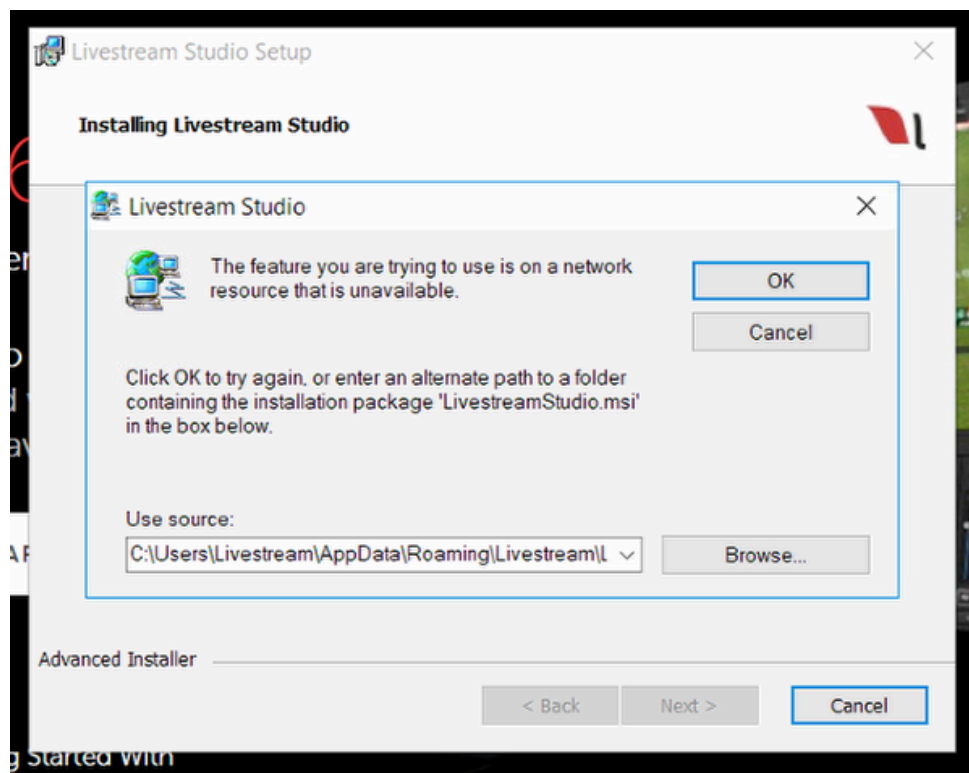 Livestream Studio Setup
Installing Livestream Studio
Livestream Studio
The feature you are trying to use is on a network
resource that is unavailable.
OK
Cancel
Click OK to try again, or enter an alternate path to a folder
containing the installation package 'LivestreamStudio.msi'
in the box below.
Use source:
C:\Users\Livestream\AppData\Roaming\Livestream\L
Browse...
Advanced Installer
< Back
Next >
Cancel
g Started With